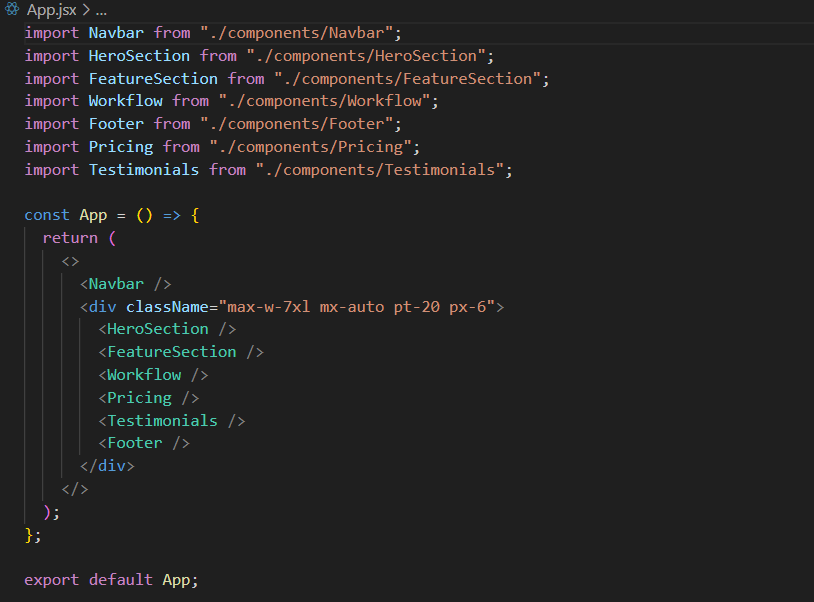 App.jsx > ...
import Navbar from "./components/Navbar";
import HeroSection from "./components/HeroSection";
import FeatureSection from "./components/FeatureSection";
import Workflow from "./components/Workflow";
import Footer from "./components/Footer";
import Pricing from "./components/Pricing";
import Testimonials from "./components/Testimonials";

const App = () => {
  return (
    <>
      <Navbar />
      <div className="max-w-7xl mx-auto pt-20 px-6">
        <HeroSection />
        <FeatureSection />
        <Workflow />
        <Pricing />
        <Testimonials />
        <Footer />
      </div>
    </>
  );
};

export default App;